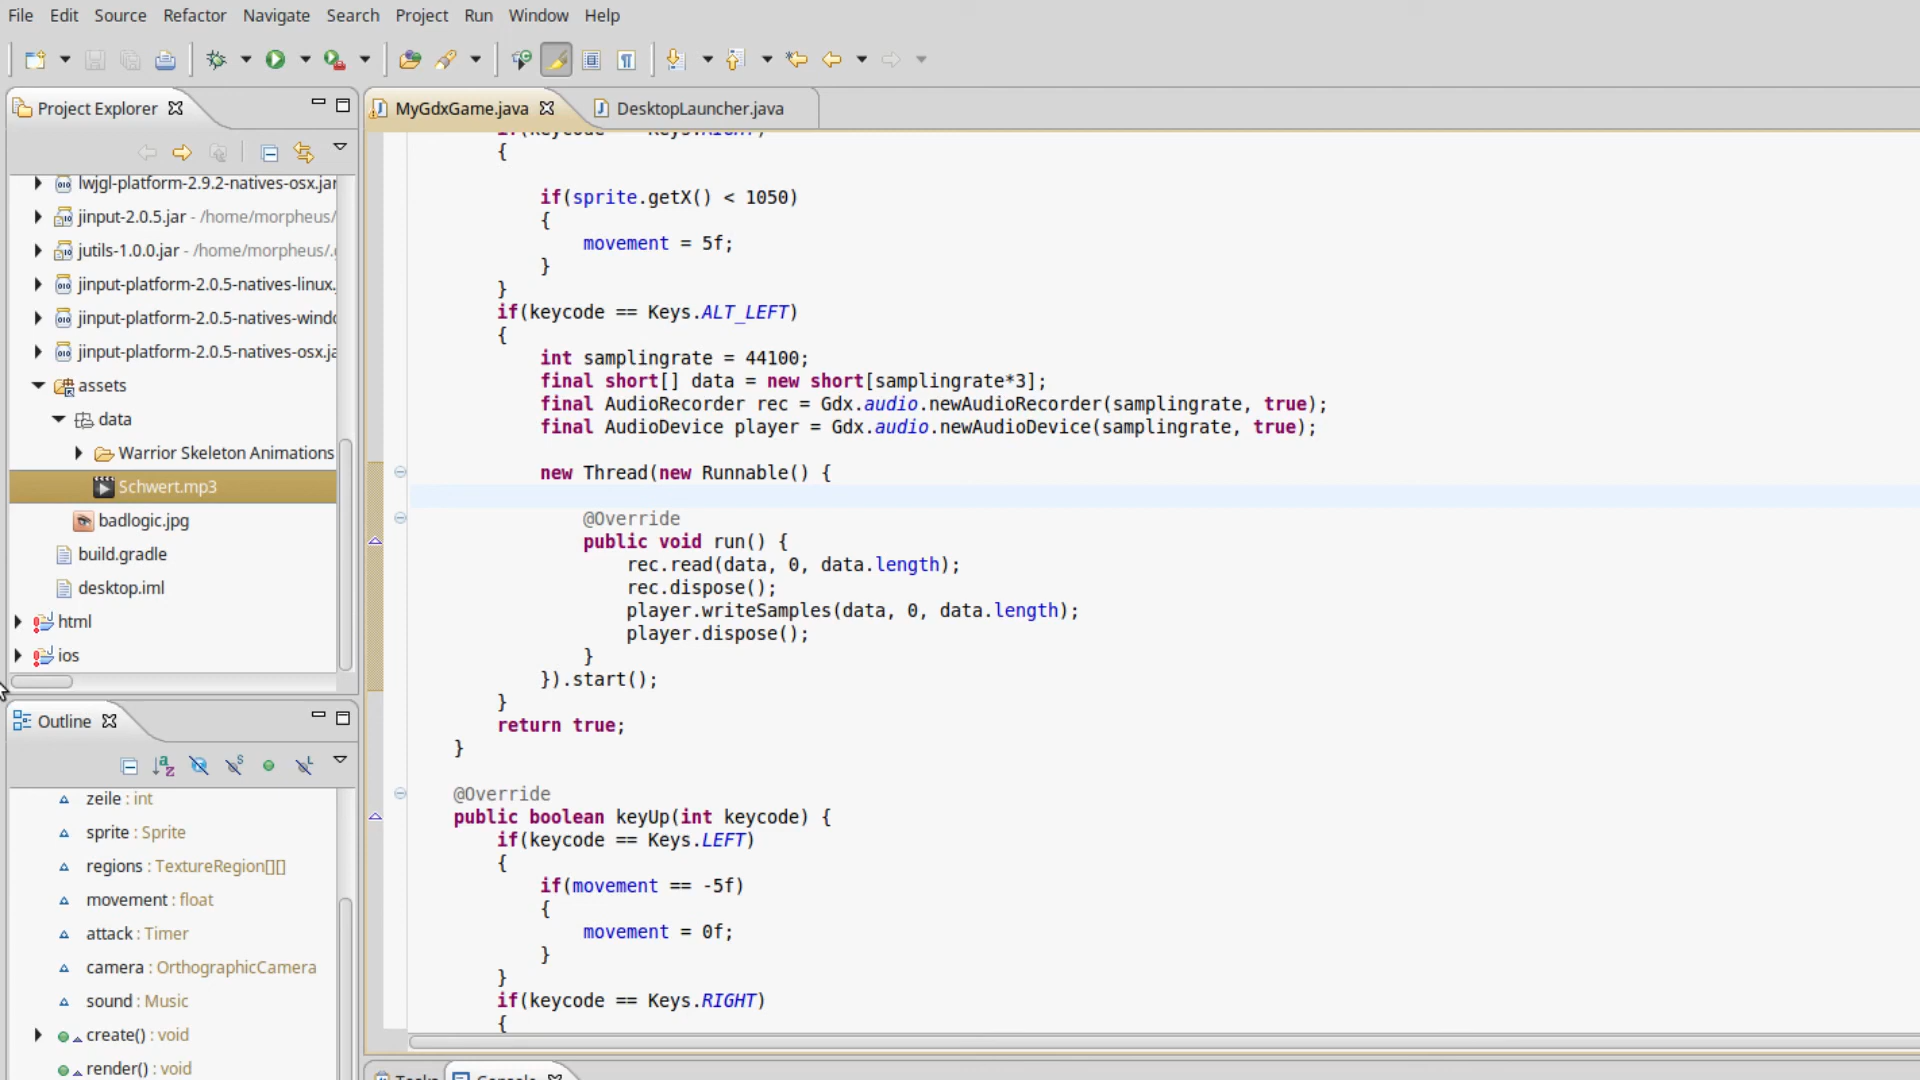 File Edit Source Refactor Navigate Search Project Run Window Help
Project Explorer
MyGdxGame.java
DesktopLauncher.java
lwjgl-platform-2.9.2-natives-osx.jar
jinput-2.0.5.jar - /home/morpheus/
jutils-1.0.0.jar - /home/morpheus/.
jinput-platform-2.0.5-natives-linux.
jinput-platform-2.0.5-natives-windo
jinput-platform-2.0.5-natives-osx.ja
assets
data
Warrior Skeleton Animations
Schwert.mp3
badlogic.jpg
build.gradle
desktop.iml
html
ios
Outline
zeile : int
sprite : Sprite
regions : TextureRegion[][]
movement : float
attack : Timer
camera : OrthographicCamera
sound : Music
create() : void
render() : void
if(keycode == Keys.RIGHT)
{
if(sprite.getX() < 1050)
{
movement = 5f;
}
}
if(keycode == Keys.ALT_LEFT)
{
int samplingrate = 44100;
final short[] data = new short[samplingrate*3];
final AudioRecorder rec = Gdx.audio.newAudioRecorder(samplingrate, true);
final AudioDevice player = Gdx.audio.newAudioDevice(samplingrate, true);
new Thread(new Runnable() {
@Override
public void run() {
rec.read(data, 0, data.length);
rec.dispose();
player.writeSamples(data, 0, data.length);
player.dispose();
}
}).start();
}
return true;
}
@Override
public boolean keyUp(int keycode) {
if(keycode == Keys.LEFT)
{
if(movement == -5f)
{
movement = 0f;
}
}
if(keycode == Keys.RIGHT)
{
Tasks
Console